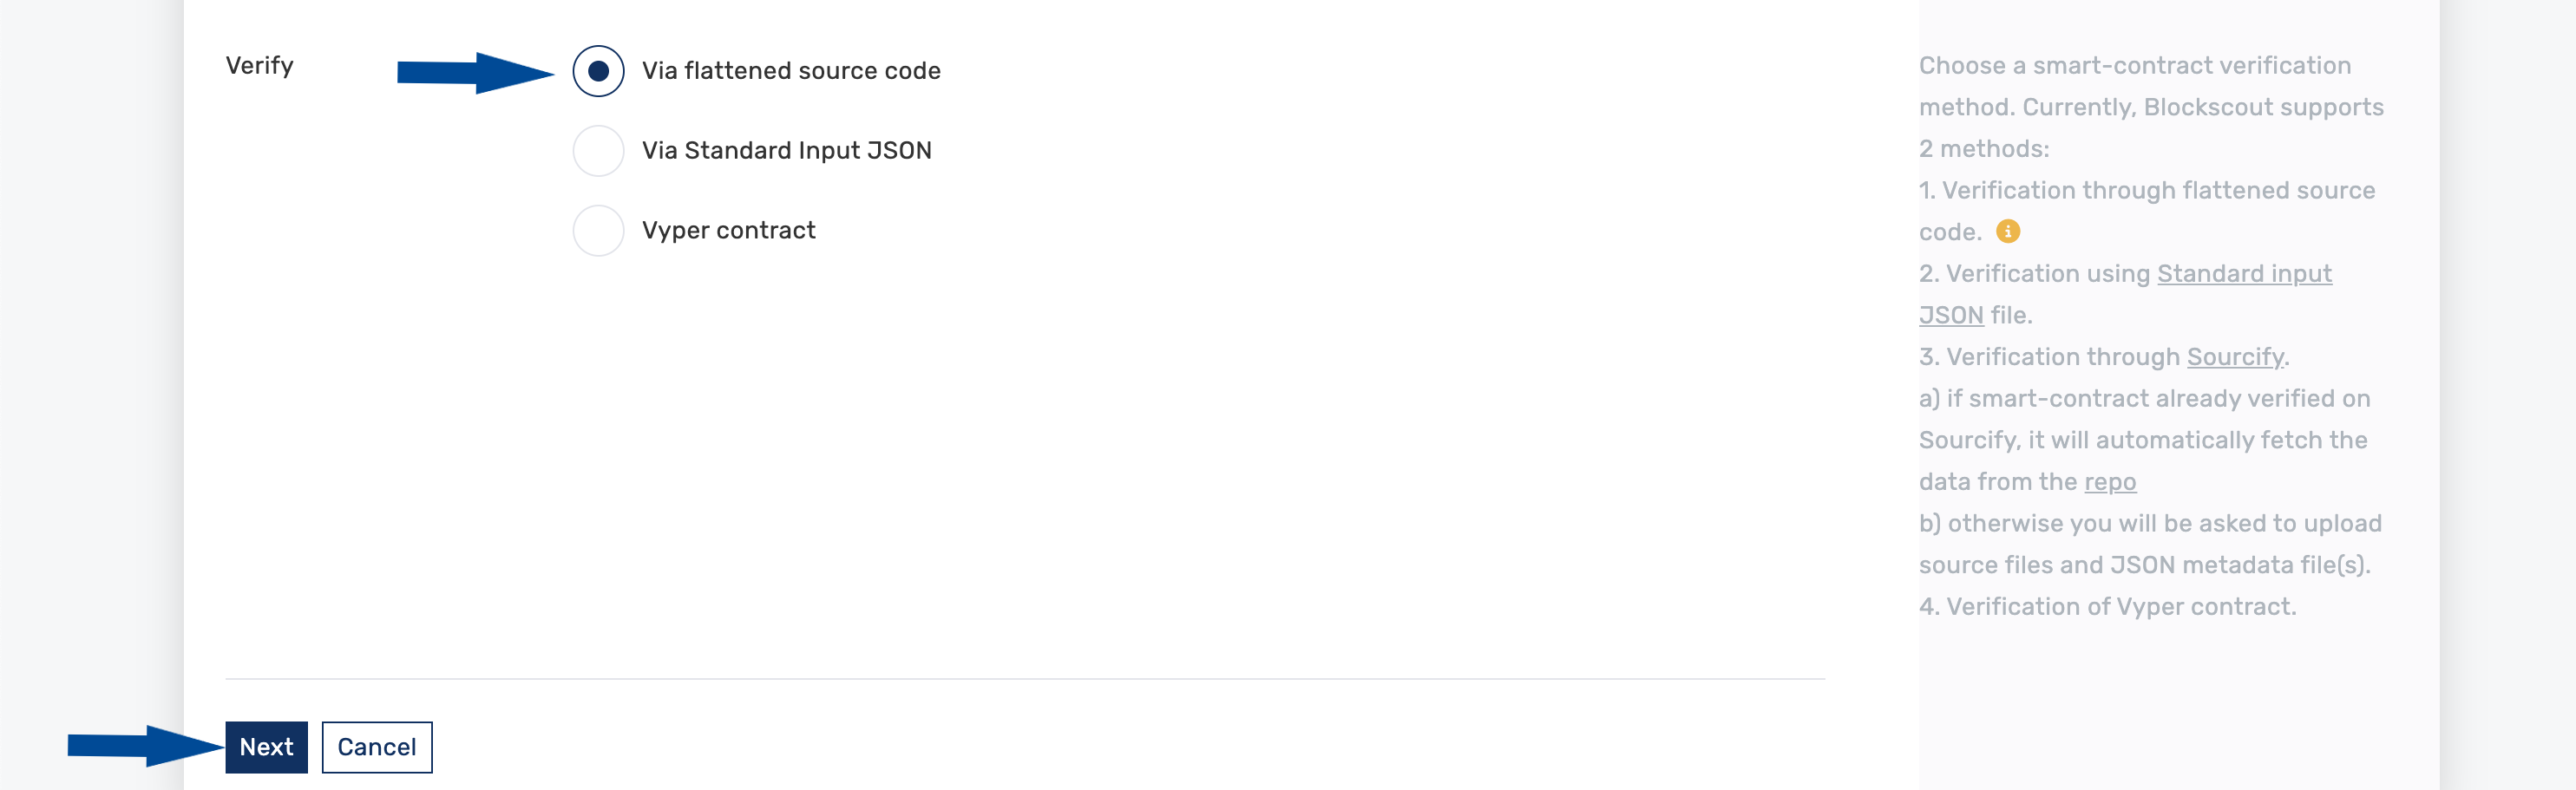 Verify
Via flattened source code
Via Standard Input JSON
Vyper contract
Choose a smart-contract verification
method. Currently, Blockscout supports
2 methods:
1. Verification through flattened source
code.
2. Verification using Standard input
JSON file.
3. Verification through Sourcify.
a) if smart-contract already verified on
Sourcify, it will automatically fetch the
data from the repo
b) otherwise you will be asked to upload
source files and JSON metadata file(s).
4. Verification of Vyper contract.
Next
Cancel